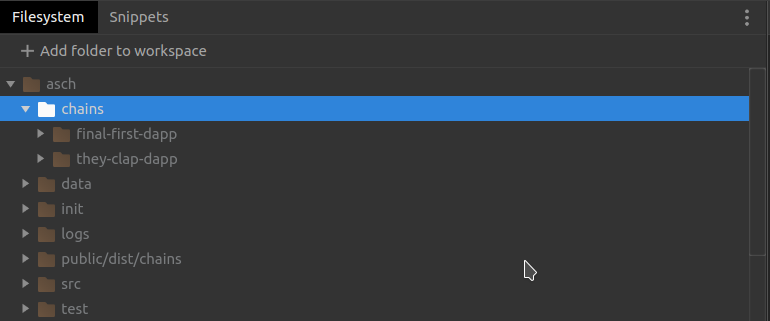 Filesystem Snippets
Add folder to workspace
asch
chains
final-first-dapp
they-clap-dapp
data
init
logs
public/dist/chains
src
test